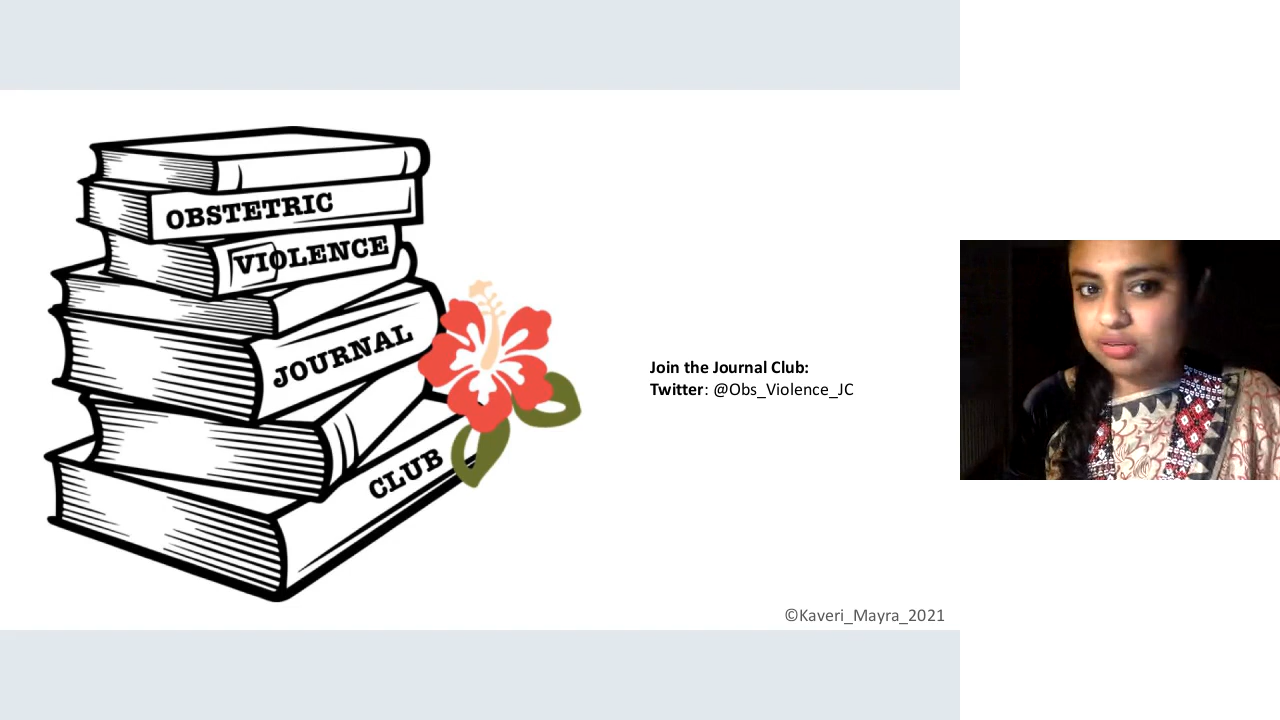 OBSTETRIC
VIOLENCE
JOURNAL
CLUB
Join the Journal Club:
Twitter: @Obs_Violence_JC
©Kaveri_Mayra_2021